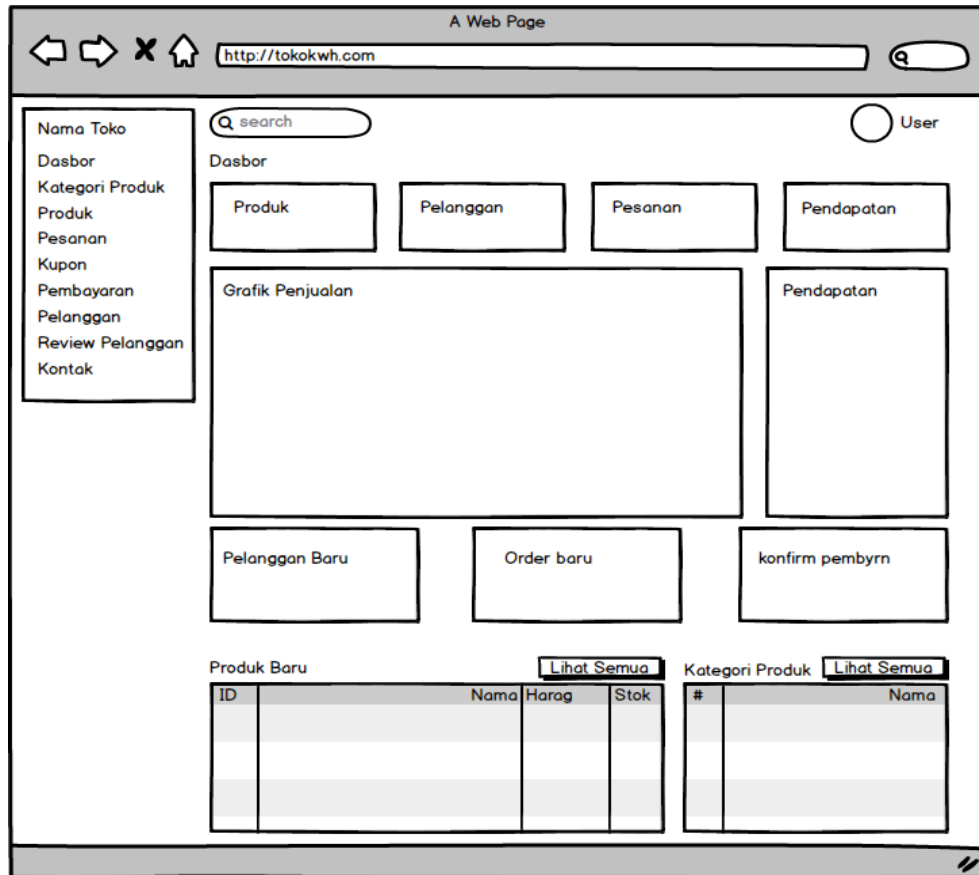 A Web Page
http://tokokwh.com
Nama Toko
Dasbor
Kategori Produk
Produk
Pesanan
Kupon
Pembayaran
Pelanggan
Review Pelanggan
Kontak
search
User
Dasbor
Produk
Pelanggan
Pesanan
Pendapatan
Grafik Penjualan
Pendapatan
Pelanggan Baru
Order baru
konfirm pembyrn
Produk Baru
Lihat Semua
ID Nama Harag Stok
Kategori Produk
Lihat Semua
# Nama